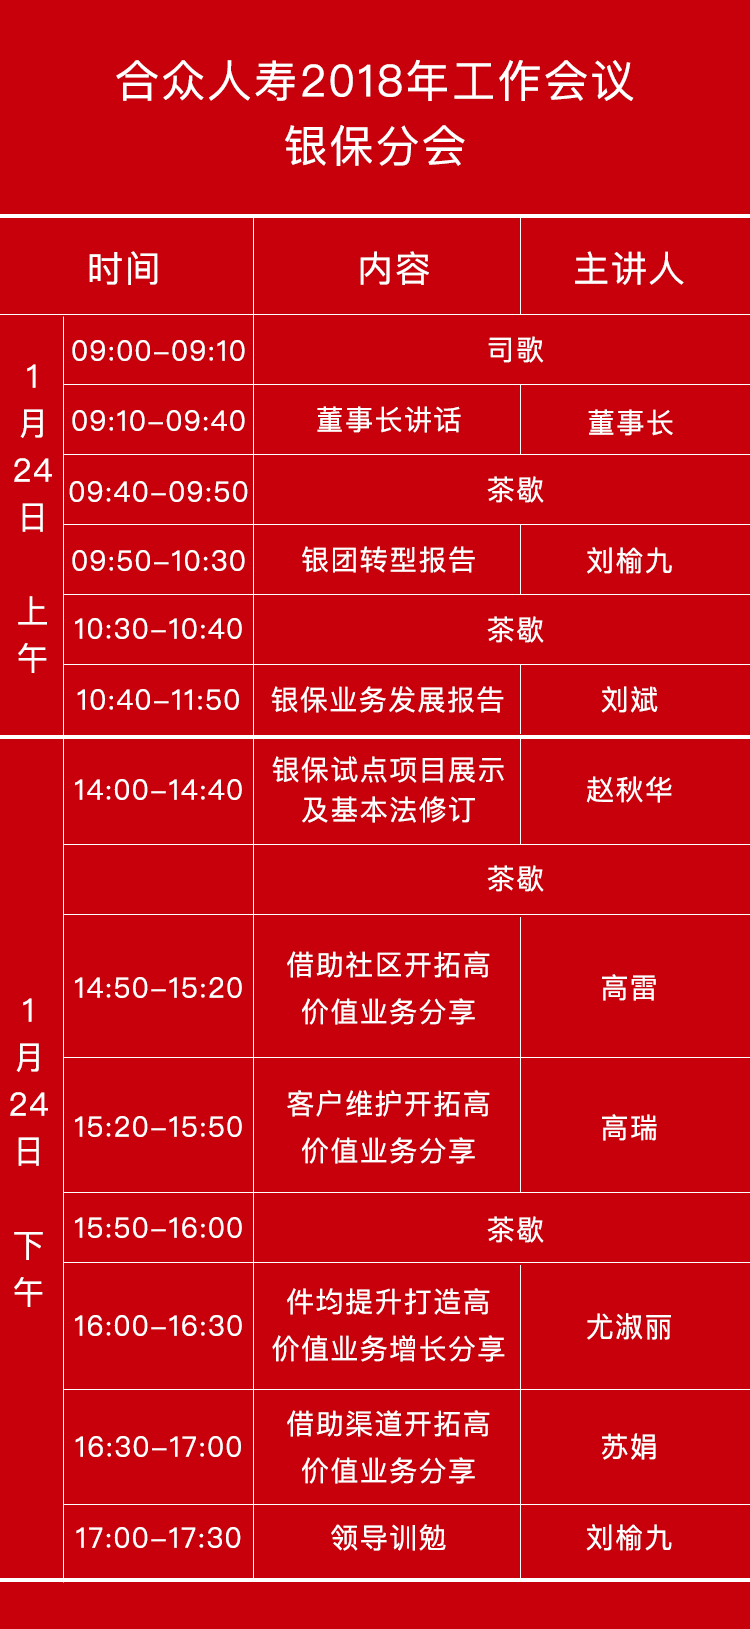 合众人寿2018年工作会议
银保分会
时间 内容 主讲人
1月24日 上午
09:00-09:10 司歌
09:10-09:40 董事长讲话 董事长
09:40-09:50 茶歇
09:50-10:30 银团转型报告 刘榆九
10:30-10:40 茶歇
10:40-11:50 银保业务发展报告 刘斌
1月24日 下午
14:00-14:40 银保试点项目展示 赵秋华
及基本法修订
茶歇
14:50-15:20 借助社区开拓高 高雷
价值业务分享
15:20-15:50 客户维护开拓高 高瑞
价值业务分享
15:50-16:00 茶歇
16:00-16:30 件均提升打造高 尤淑丽
价值业务增长分享
16:30-17:00 借助渠道开拓高 苏娟
价值业务分享
17:00-17:30 领导训勉 刘榆九